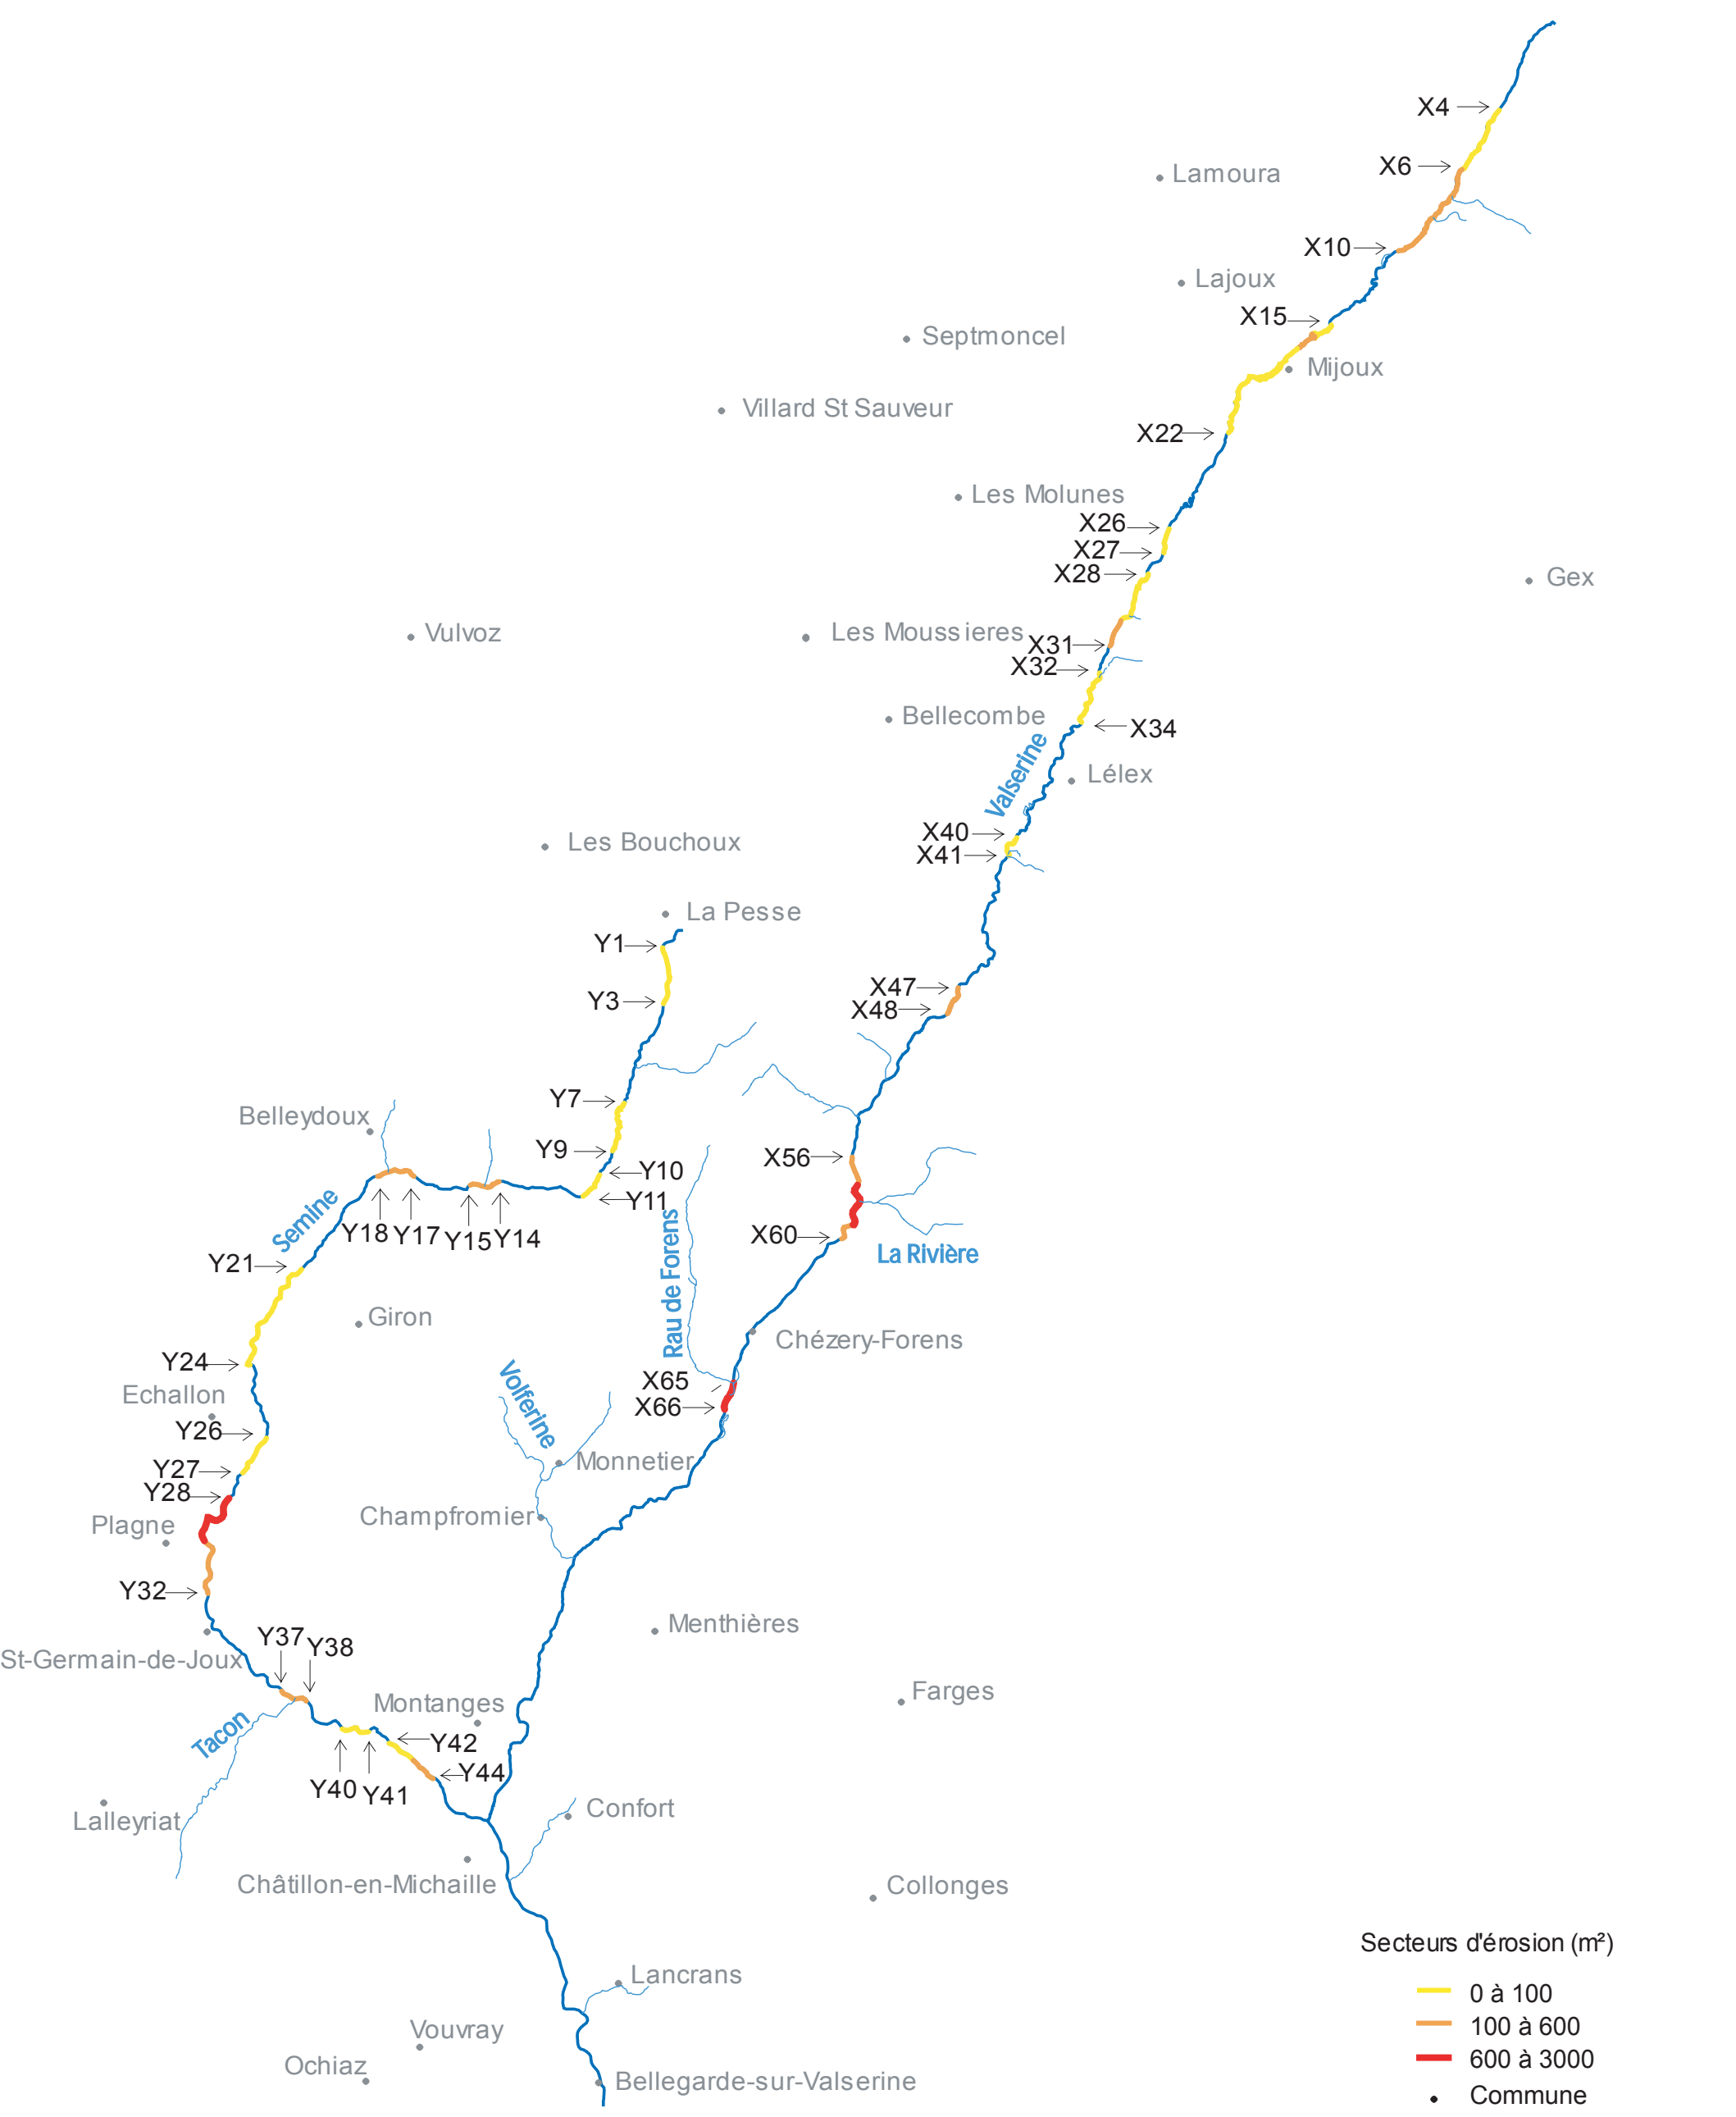 X4
X6
Lamoura
X10
Lajoux
X15
Septmoncel
Mijoux
Villard St Sauveur
X22
Les Molunes
X26
X27
X28
Gex
Vulvoz
Les Moussieres
X31
X32
Bellecombe
X34
Valserine
Lélex
X40
Les Bouchoux
X41
La Pesse
Y1
X47
Y3
X48
Y7
Belleydoux
Y9
X56
Y10
Y11
Semine
Y18
Y17
Y15
Y14
X60
Rau de Forens
La Rivière
Y21
Giron
Chézery-Forens
Y24
Volferine
X65
Echallon
X66
Y26
Monnetier
Y27
Y28
Champfromier
Plagne
Y32
Menthières
Y37
Y38
St-Germain-de-Joux
Farges
Montanges
Tacon
Y42
Y44
Y40
Y41
Confort
Lalleyriat
Châtillon-en-Michaille
Collonges
Secteurs d'érosion (m²)
Lancrans
0 à 100
100 à 600
Vouvray
600 à 3000
Ochiaz
Bellegarde-sur-Valserine
Commune